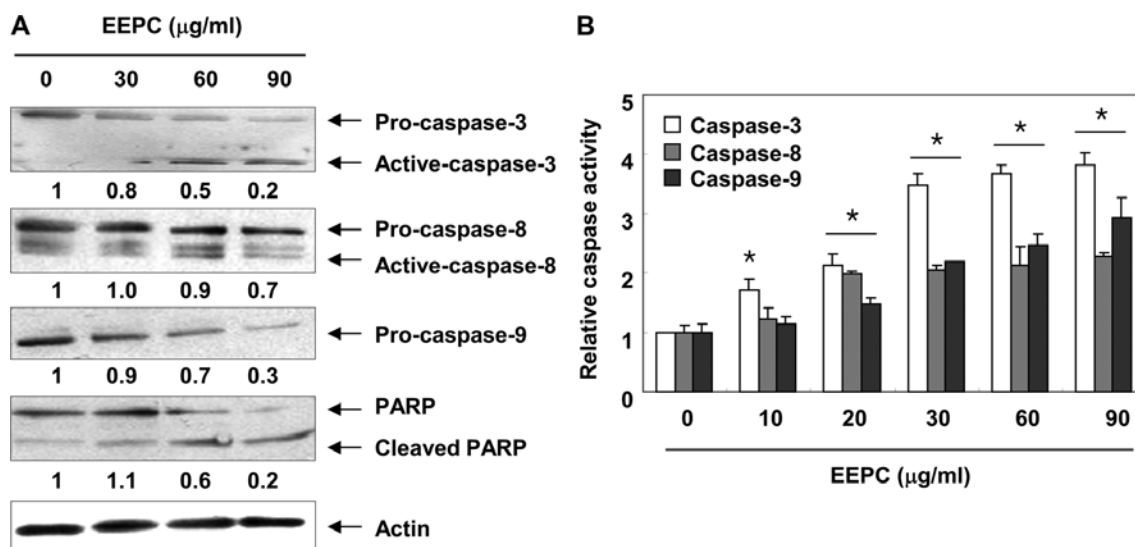 A
EEPC (μg/ml)
0 30 60 90
Pro-caspase-3
Active-caspase-3
1 0.8 0.5 0.2
Pro-caspase-8
Active-caspase-8
1 1.0 0.9 0.7
Pro-caspase-9
1 0.9 0.7 0.3
PARP
Cleaved PARP
1 1.1 0.6 0.2
Actin
B
Relative caspase activity
5
4
3
2
1
0
Caspase-3
Caspase-8
Caspase-9
* * * * *
0 10 20 30 60 90
EEPC (μg/ml)